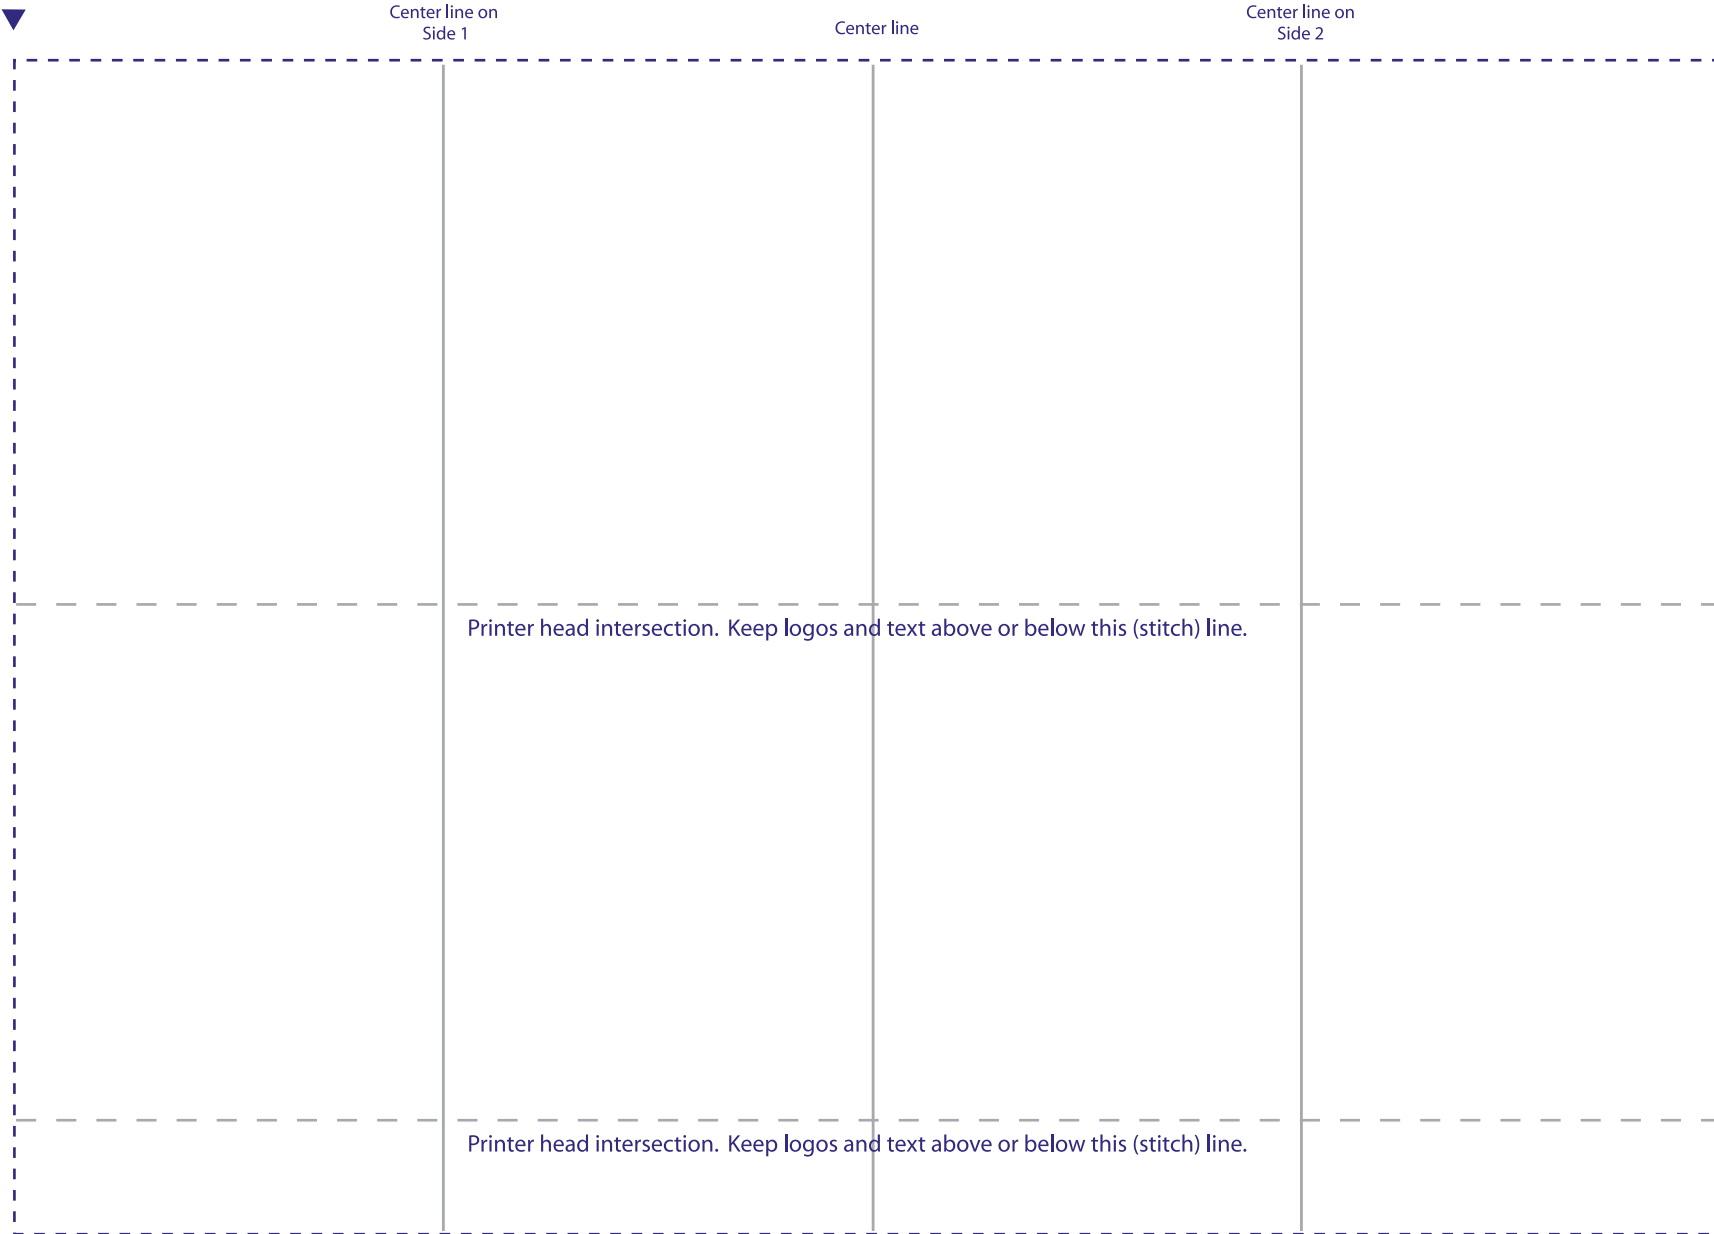 Center line on
Side 1
Center line
Center line on
Side 2
Printer head intersection. Keep logos and text above or below this (stitch) line.
Printer head intersection. Keep logos and text above or below this (stitch) line.